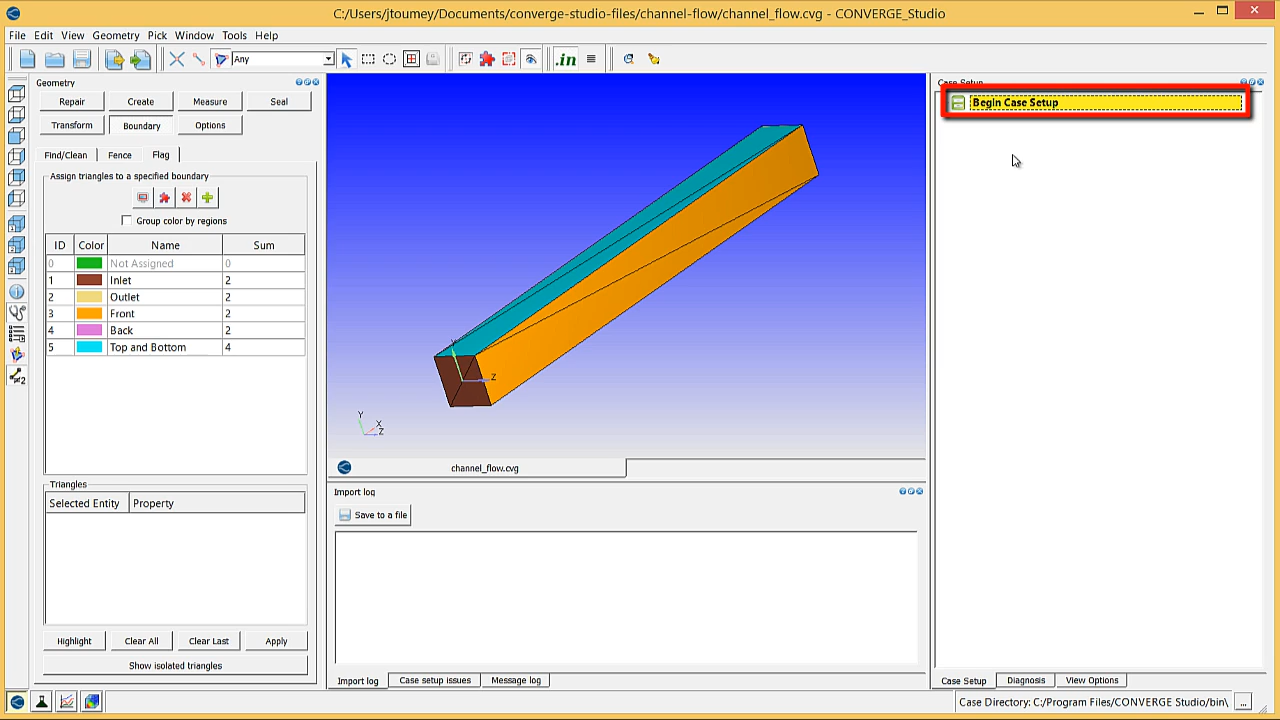 C:/Users/jtoumey/Documents/converge-studio-files/channel-flow/channel_flow.cvg - CONVERGE_Studio
File Edit View Geometry Pick Window Tools Help
Any
.in
Geometry
Repair Create Measure Seal
Transform Boundary Options
Find/Clean Fence Flag
Assign triangles to a specified boundary
Group color by regions
ID Color Name Sum
0 Not Assigned 0
1 Inlet 2
2 Outlet 2
3 Front 2
4 Back 2
5 Top and Bottom 4
Triangles
Selected Entity Property
Highlight Clear All Clear Last Apply
Show isolated triangles
Y
Z
Y
X
Z
channel_flow.cvg
Import log
Save to a file
Import log Case setup issues Message log
Case Setup
Begin Case Setup
Case Setup Diagnosis View Options
Case Directory: C:/Program Files/CONVERGE Studio/bin\ ...